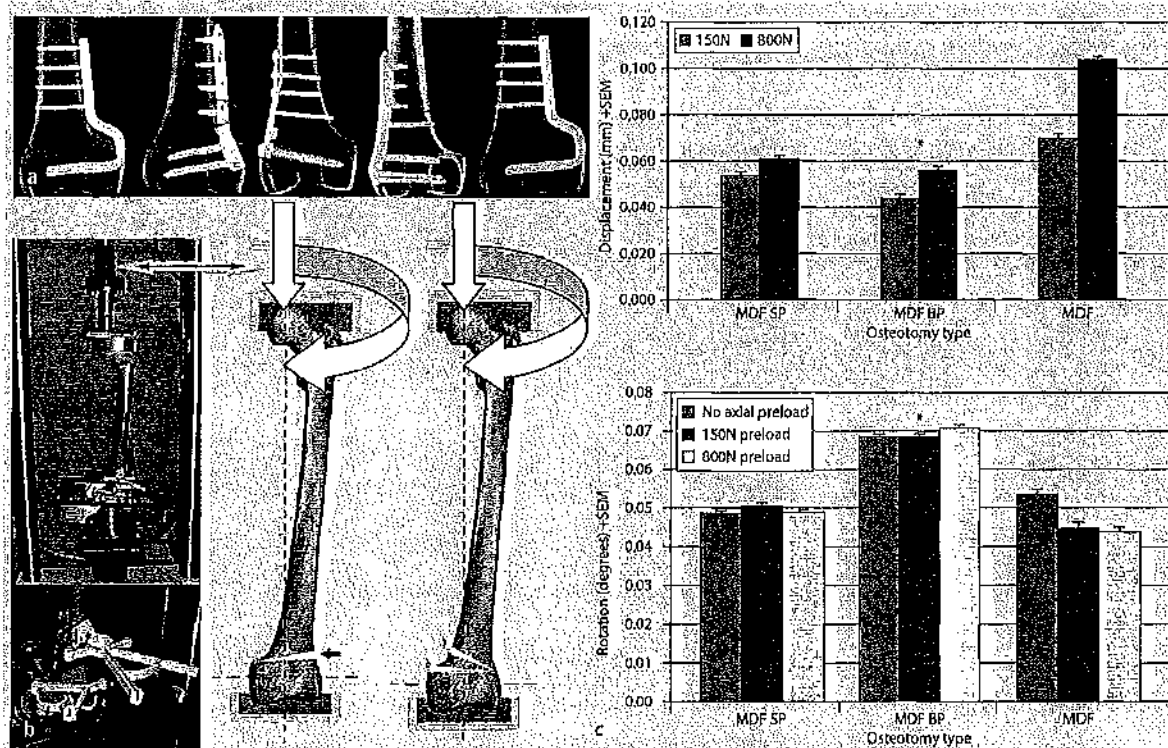 a
b
c
0,120
0,100
0,080
0,060
0,040
0,020
0,000
Displacement (mm) +SEM
150N 800N
*
MDF SP MDF BP MDF
Osteotomy type
0.08
0.07
0.06
0.05
0.04
0.03
0.02
0.01
0.00
Rotation (degrees) +SEM
No axial preload
150N preload
800N preload
*
MDF SP MDF BP MDF
Osteotomy type